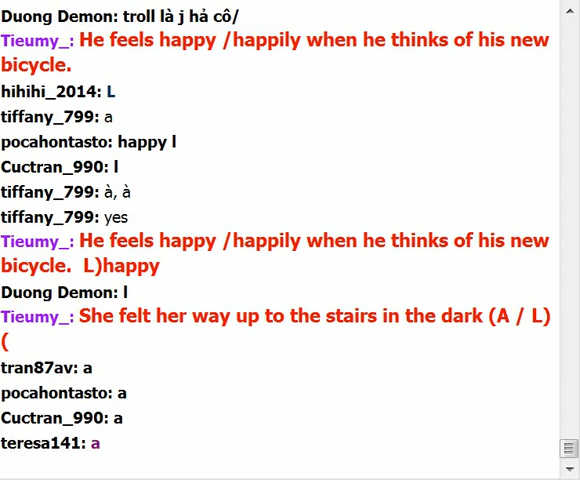 Duong Demon: troll là j hả cô/
Tieumy_: He feels happy /happily when he thinks of his new
bicycle.
hihihi_2014: L
tiffany_799: a
pocahontasto: happy l
Cuctran_990: l
tiffany_799: à, à
tiffany_799: yes
Tieumy_: He feels happy /happily when he thinks of his new
bicycle.  L)happy
Duong Demon: l
Tieumy_: She felt her way up to the stairs in the dark (A / L)
(
tran87av: a
pocahontasto: a
Cuctran_990: a
teresa141: a